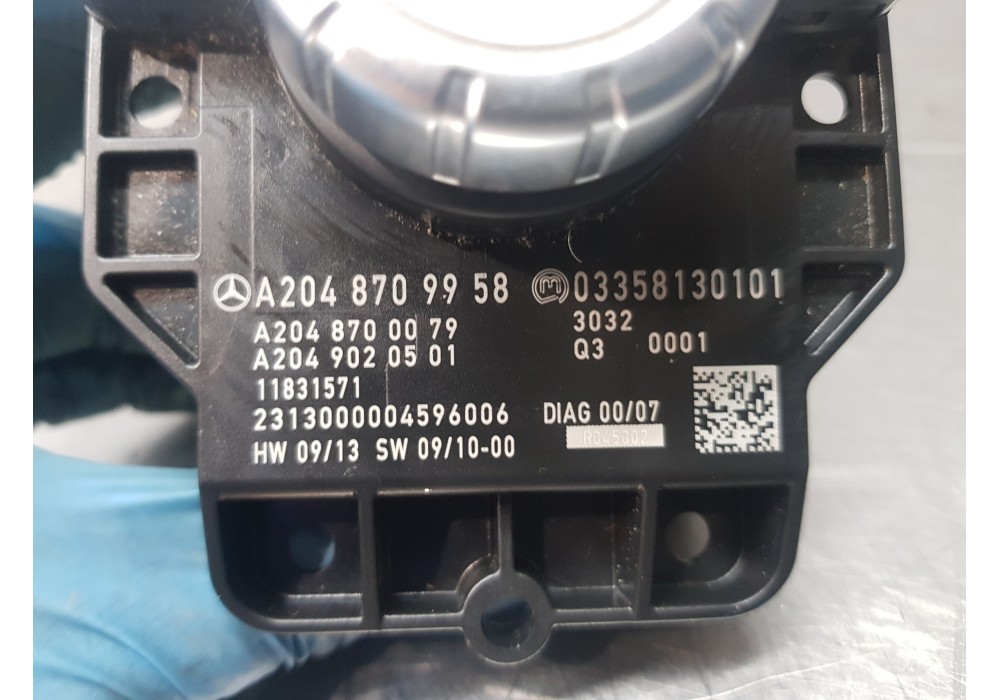 A204 870 99 58 03358130101
A204 870 00 79 3032
A204 902 05 01 Q3 0001
11831571
2313000004596006 DIAG 00/07
R045000
HW 09/13 SW 09/10-00